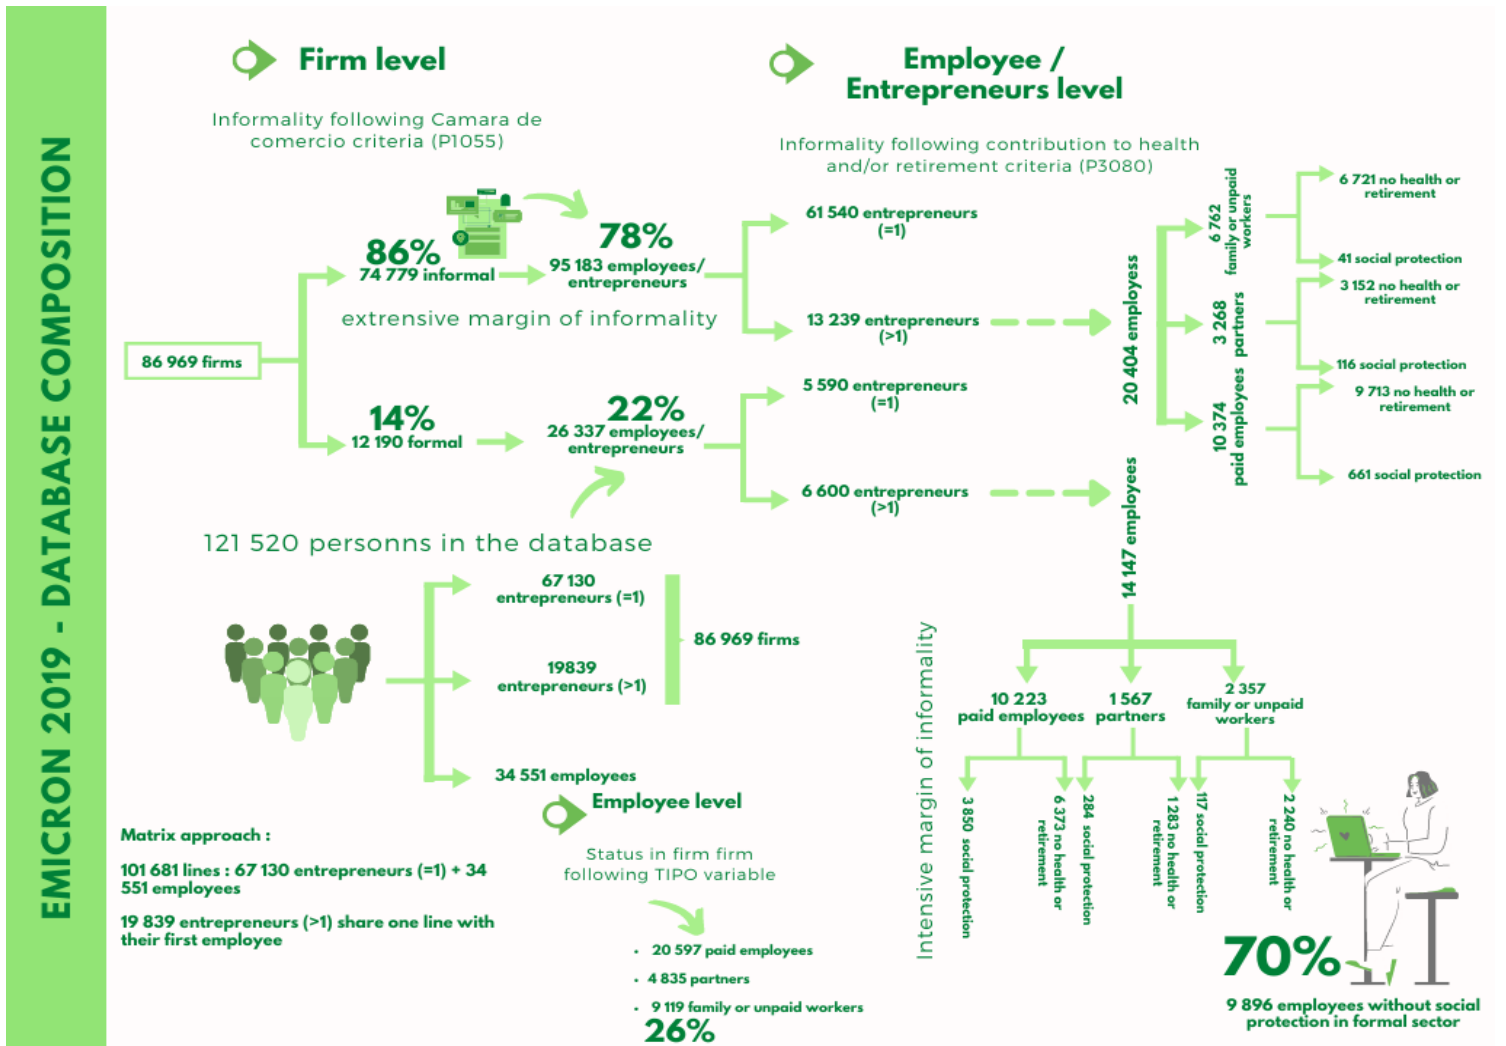 EMICRON 2019 - DATABASE COMPOSITION
Firm level
Informality following Camara de
comercio criteria (P1055)
86%
74 779 informal
78%
95 183 employees/
entrepreneurs
extrensive margin of informality
86 969 firms
14%
12 190 formal
22%
26 337 employees/
entrepreneurs
121 520 personns in the database
67 130
entrepreneurs (=1)
19839
entrepreneurs (>1)
86 969 firms
34 551 employees
Employee level
Status in firm firm
following TIPO variable
• 20 597 paid employees
• 4 835 partners
• 9 119 family or unpaid workers
26%
Matrix approach :
101 681 lines : 67 130 entrepreneurs (=1) + 34
551 employees
19 839 entrepreneurs (>1) share one line with
their first employee
Employee /
Entrepreneurs level
Informality following contribution to health
and/or retirement criteria (P3080)
61 540 entrepreneurs
(=1)
13 239 entrepreneurs
(>1)
5 590 entrepreneurs
(=1)
6 600 entrepreneurs
(>1)
20 404 employess
6 762
family or unpaid
workers
3 268
partners
10 374
paid employees
6 721 no health or
retirement
41 social protection
3 152 no health or
retirement
116 social protection
9 713 no health or
retirement
661 social protection
14 147 employees
Intensive margin of informality
10 223
paid employees
1 567
partners
2 357
family or unpaid
workers
3 850 social protection
6 373 no health or
retirement
284 social protection
1 283 no health or
retirement
117 social protection
2 240 no health or
retirement
70%
9 896 employees without social
protection in formal sector